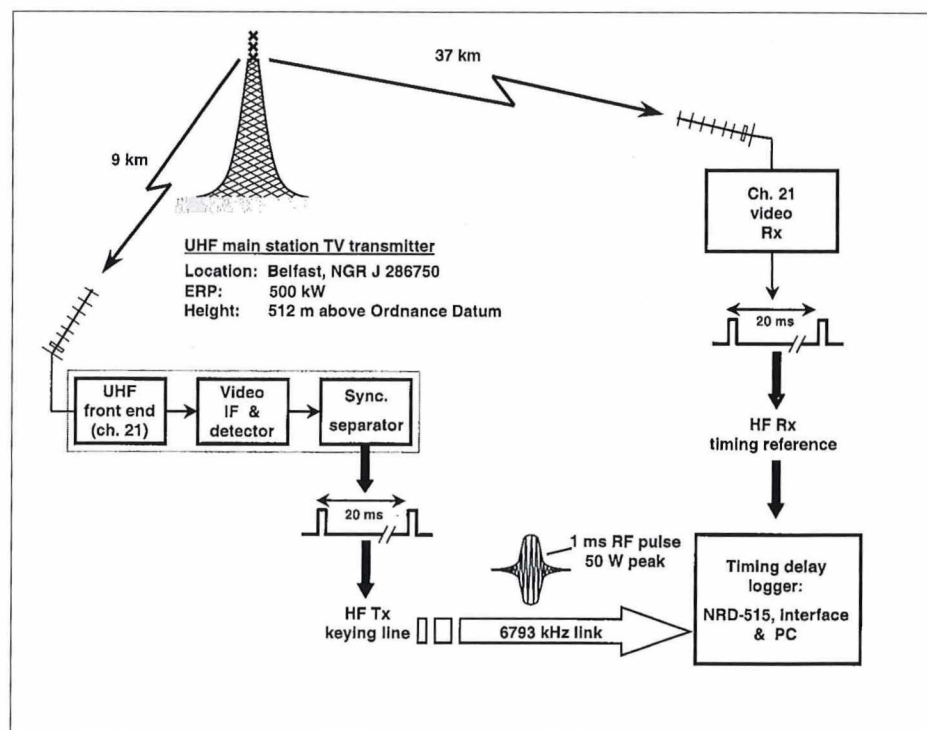 37 km
9 km
UHF main station TV transmitter
Location: Belfast, NGR J 286750
ERP: 500 kW
Height: 512 m above Ordnance Datum
Ch. 21
video
Rx
20 ms
HF Rx
timing reference
UHF
front end
(ch. 21)
Video
IF &
detector
Sync.
separator
20 ms
HF Tx
keying line
1 ms RF pulse
50 W peak
6793 kHz link
Timing delay
logger:
NRD-515, interface
& PC